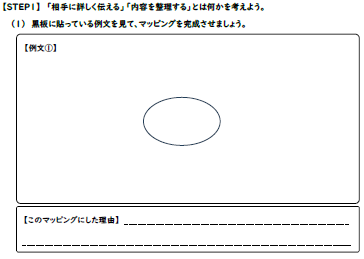 【STEP1】 「相手に詳しく伝える」「内容を整理する」とは何かを考えよう。
(1) 黒板に貼っている例文を見て、マッピングを完成させましょう。
【例文①】
【このマッピングにした理由】